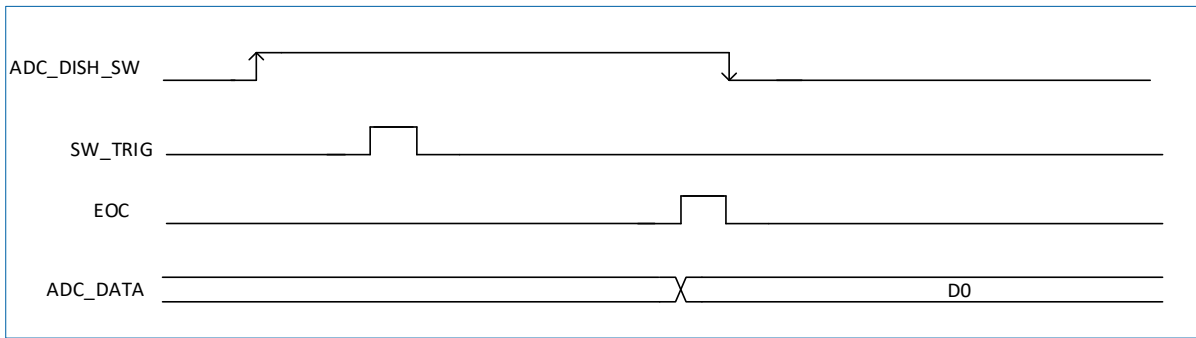 ADC_DISH_SW
SW_TRIG
EOC
ADC_DATA
D0